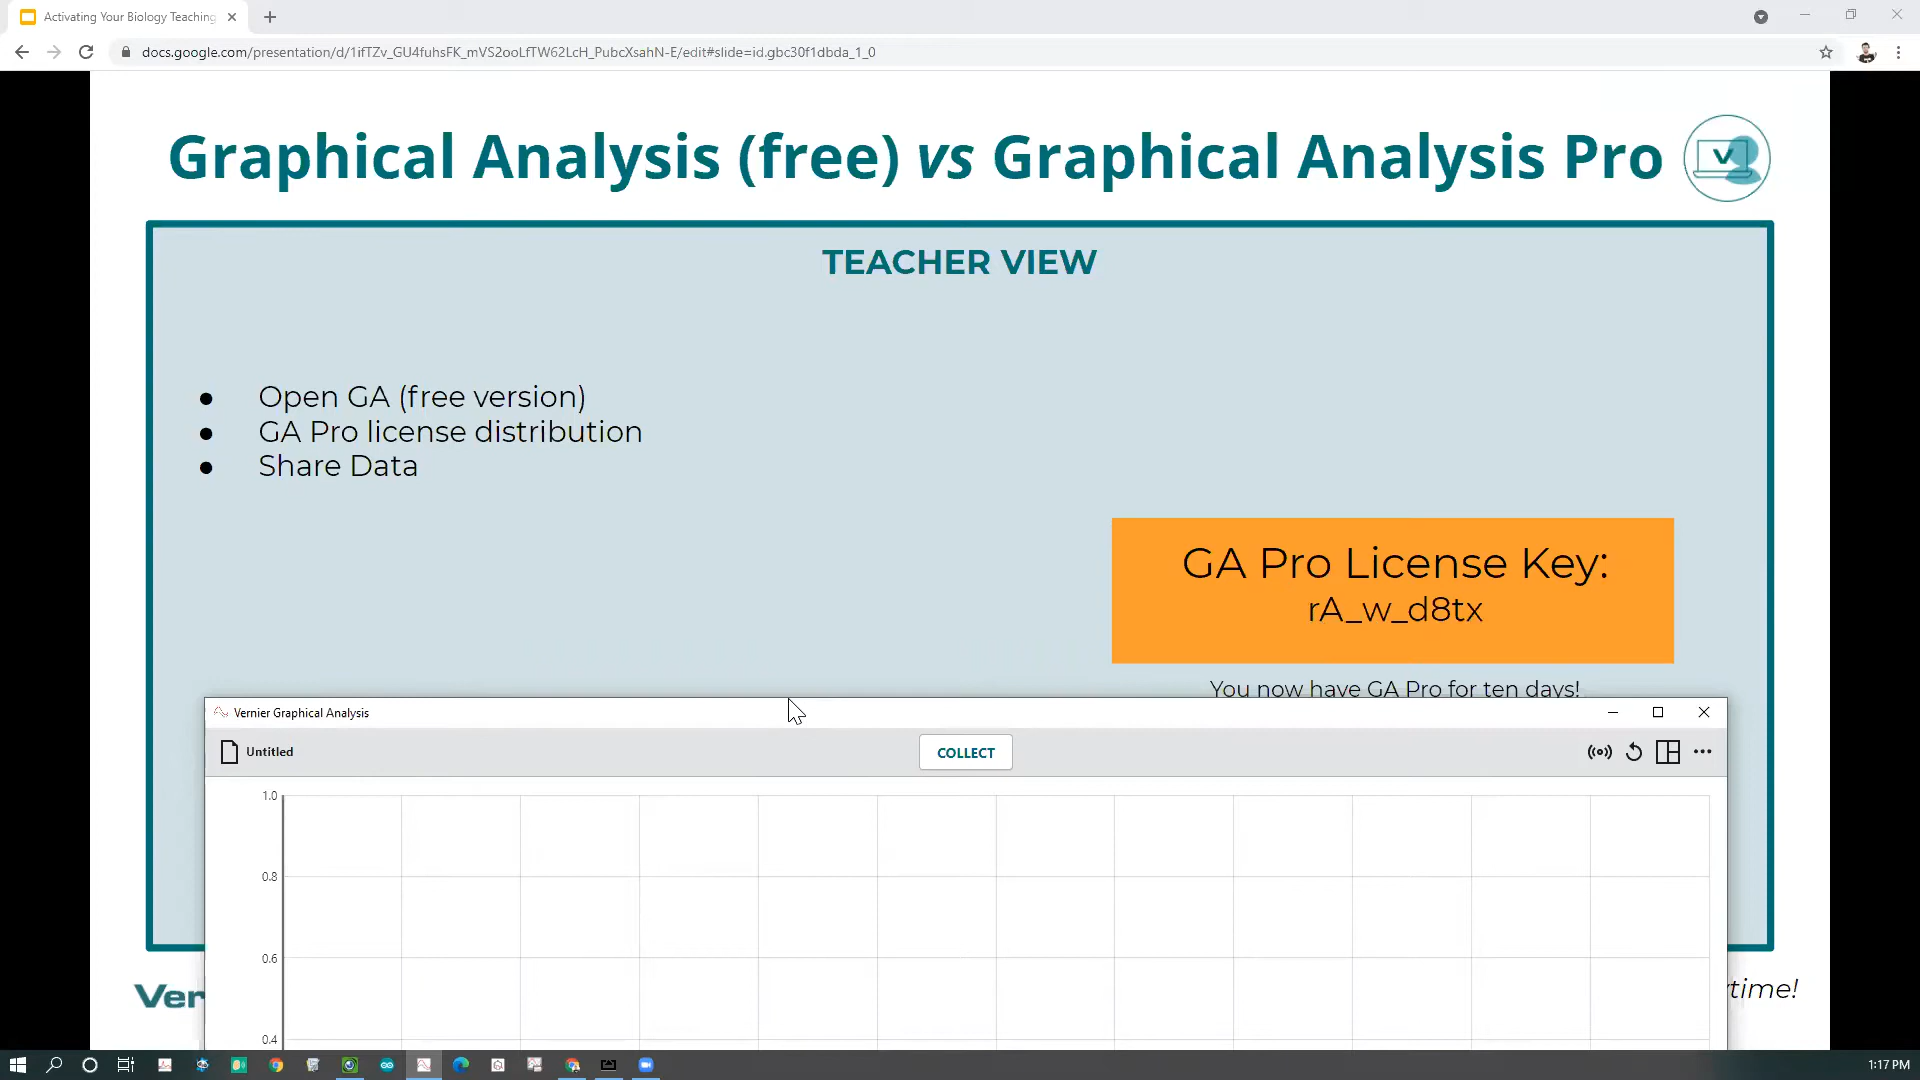 Activating Your Biology Teaching
docs.google.com/presentation/d/1ifTZv_GU4fuhsFK_mVS2ooLfTW62LcH_PubcXsahN-E/edit#slide=id.gbc30f1dbda_1_0
Graphical Analysis (free) vs Graphical Analysis Pro
V
TEACHER VIEW
● Open GA (free version)
● GA Pro license distribution
● Share Data
GA Pro License Key:
rA_w_d8tx
You now have GA Pro for ten days!
Vernier Graphical Analysis
Untitled
COLLECT
1.0
0.8
0.6
0.4
Ver
time!
1:17 PM